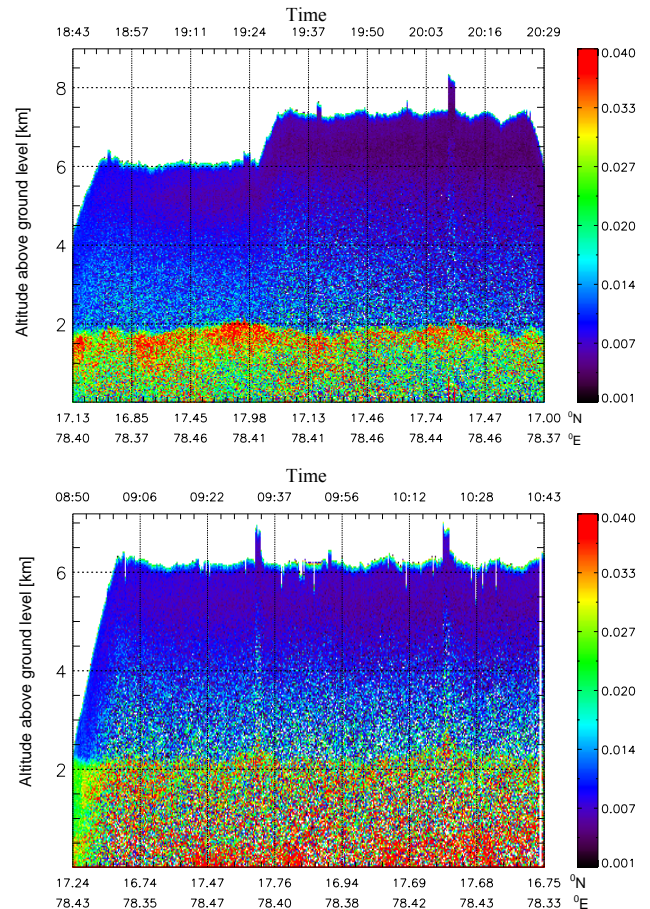 Time
18:43 18:57 19:11 19:24 19:37 19:50 20:03 20:16 20:29
Altitude above ground level [km]
8
6
4
2
0.040
0.033
0.027
0.020
0.014
0.007
0.001
17.13 16.85 17.45 17.98 17.13 17.46 17.74 17.47 17.00 ⁰N
78.40 78.37 78.46 78.41 78.41 78.46 78.44 78.46 78.37 ⁰E
Time
08:50 09:06 09:22 09:37 09:56 10:12 10:28 10:43
Altitude above ground level [km]
6
4
2
0.040
0.033
0.027
0.020
0.014
0.007
0.001
17.24 16.74 17.47 17.76 16.94 17.69 17.68 16.75 ⁰N
78.43 78.35 78.47 78.40 78.38 78.42 78.43 78.33 ⁰E